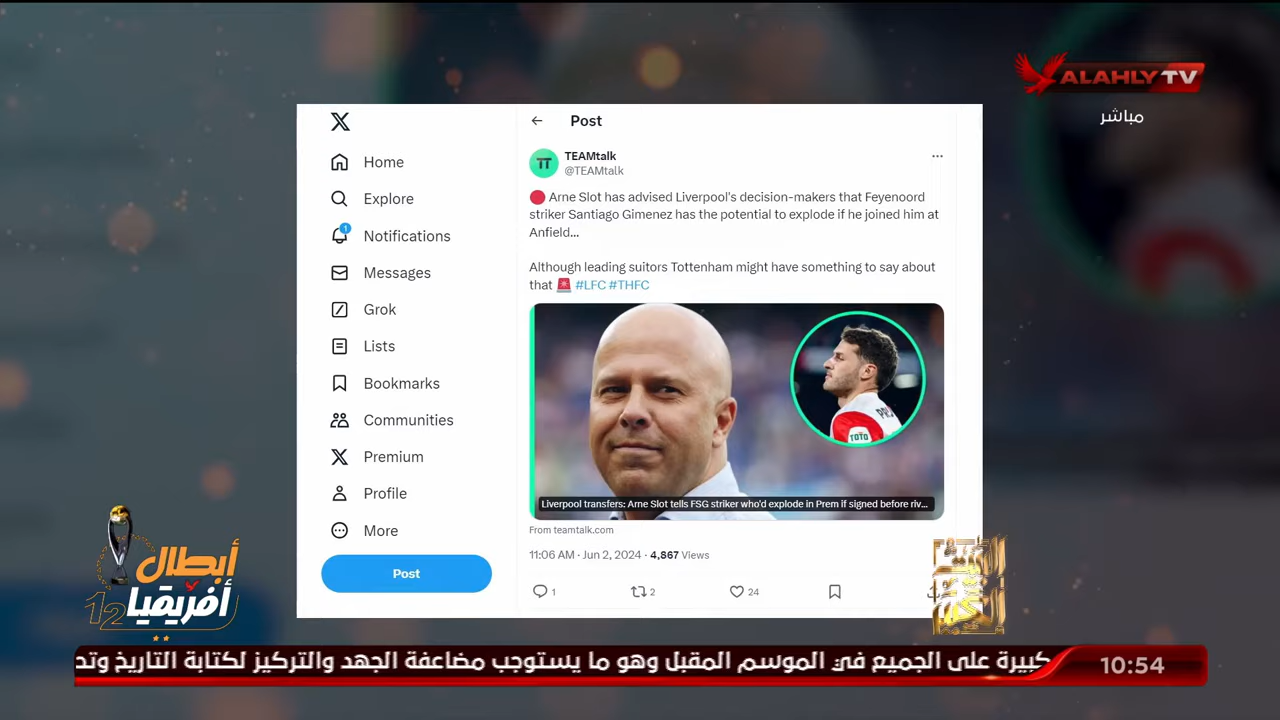 ALAHLY TV
مباشر
X
Home
Explore
1
Notifications
Messages
Grok
Lists
Bookmarks
Communities
Premium
Profile
More
Post
Post
TT
TEAMtalk
@TEAMtalk
Arne Slot has advised Liverpool's decision-makers that Feyenoord
striker Santiago Gimenez has the potential to explode if he joined him at
Anfield...
Although leading suitors Tottenham might have something to say about
that #LFC #THFC
TOTO
Liverpool transfers: Arne Slot tells FSG striker who'd explode in Prem if signed before riv...
From teamtalk.com
11:06 AM · Jun 2, 2024 · 4,867 Views
1
2
24
أبطال
أفريقيا
12
كبيرة على الجميع في الموسم المقبل وهو ما يستوجب مضاعفة الجهد والتركيز لكتابة التاريخ وتد
10:54